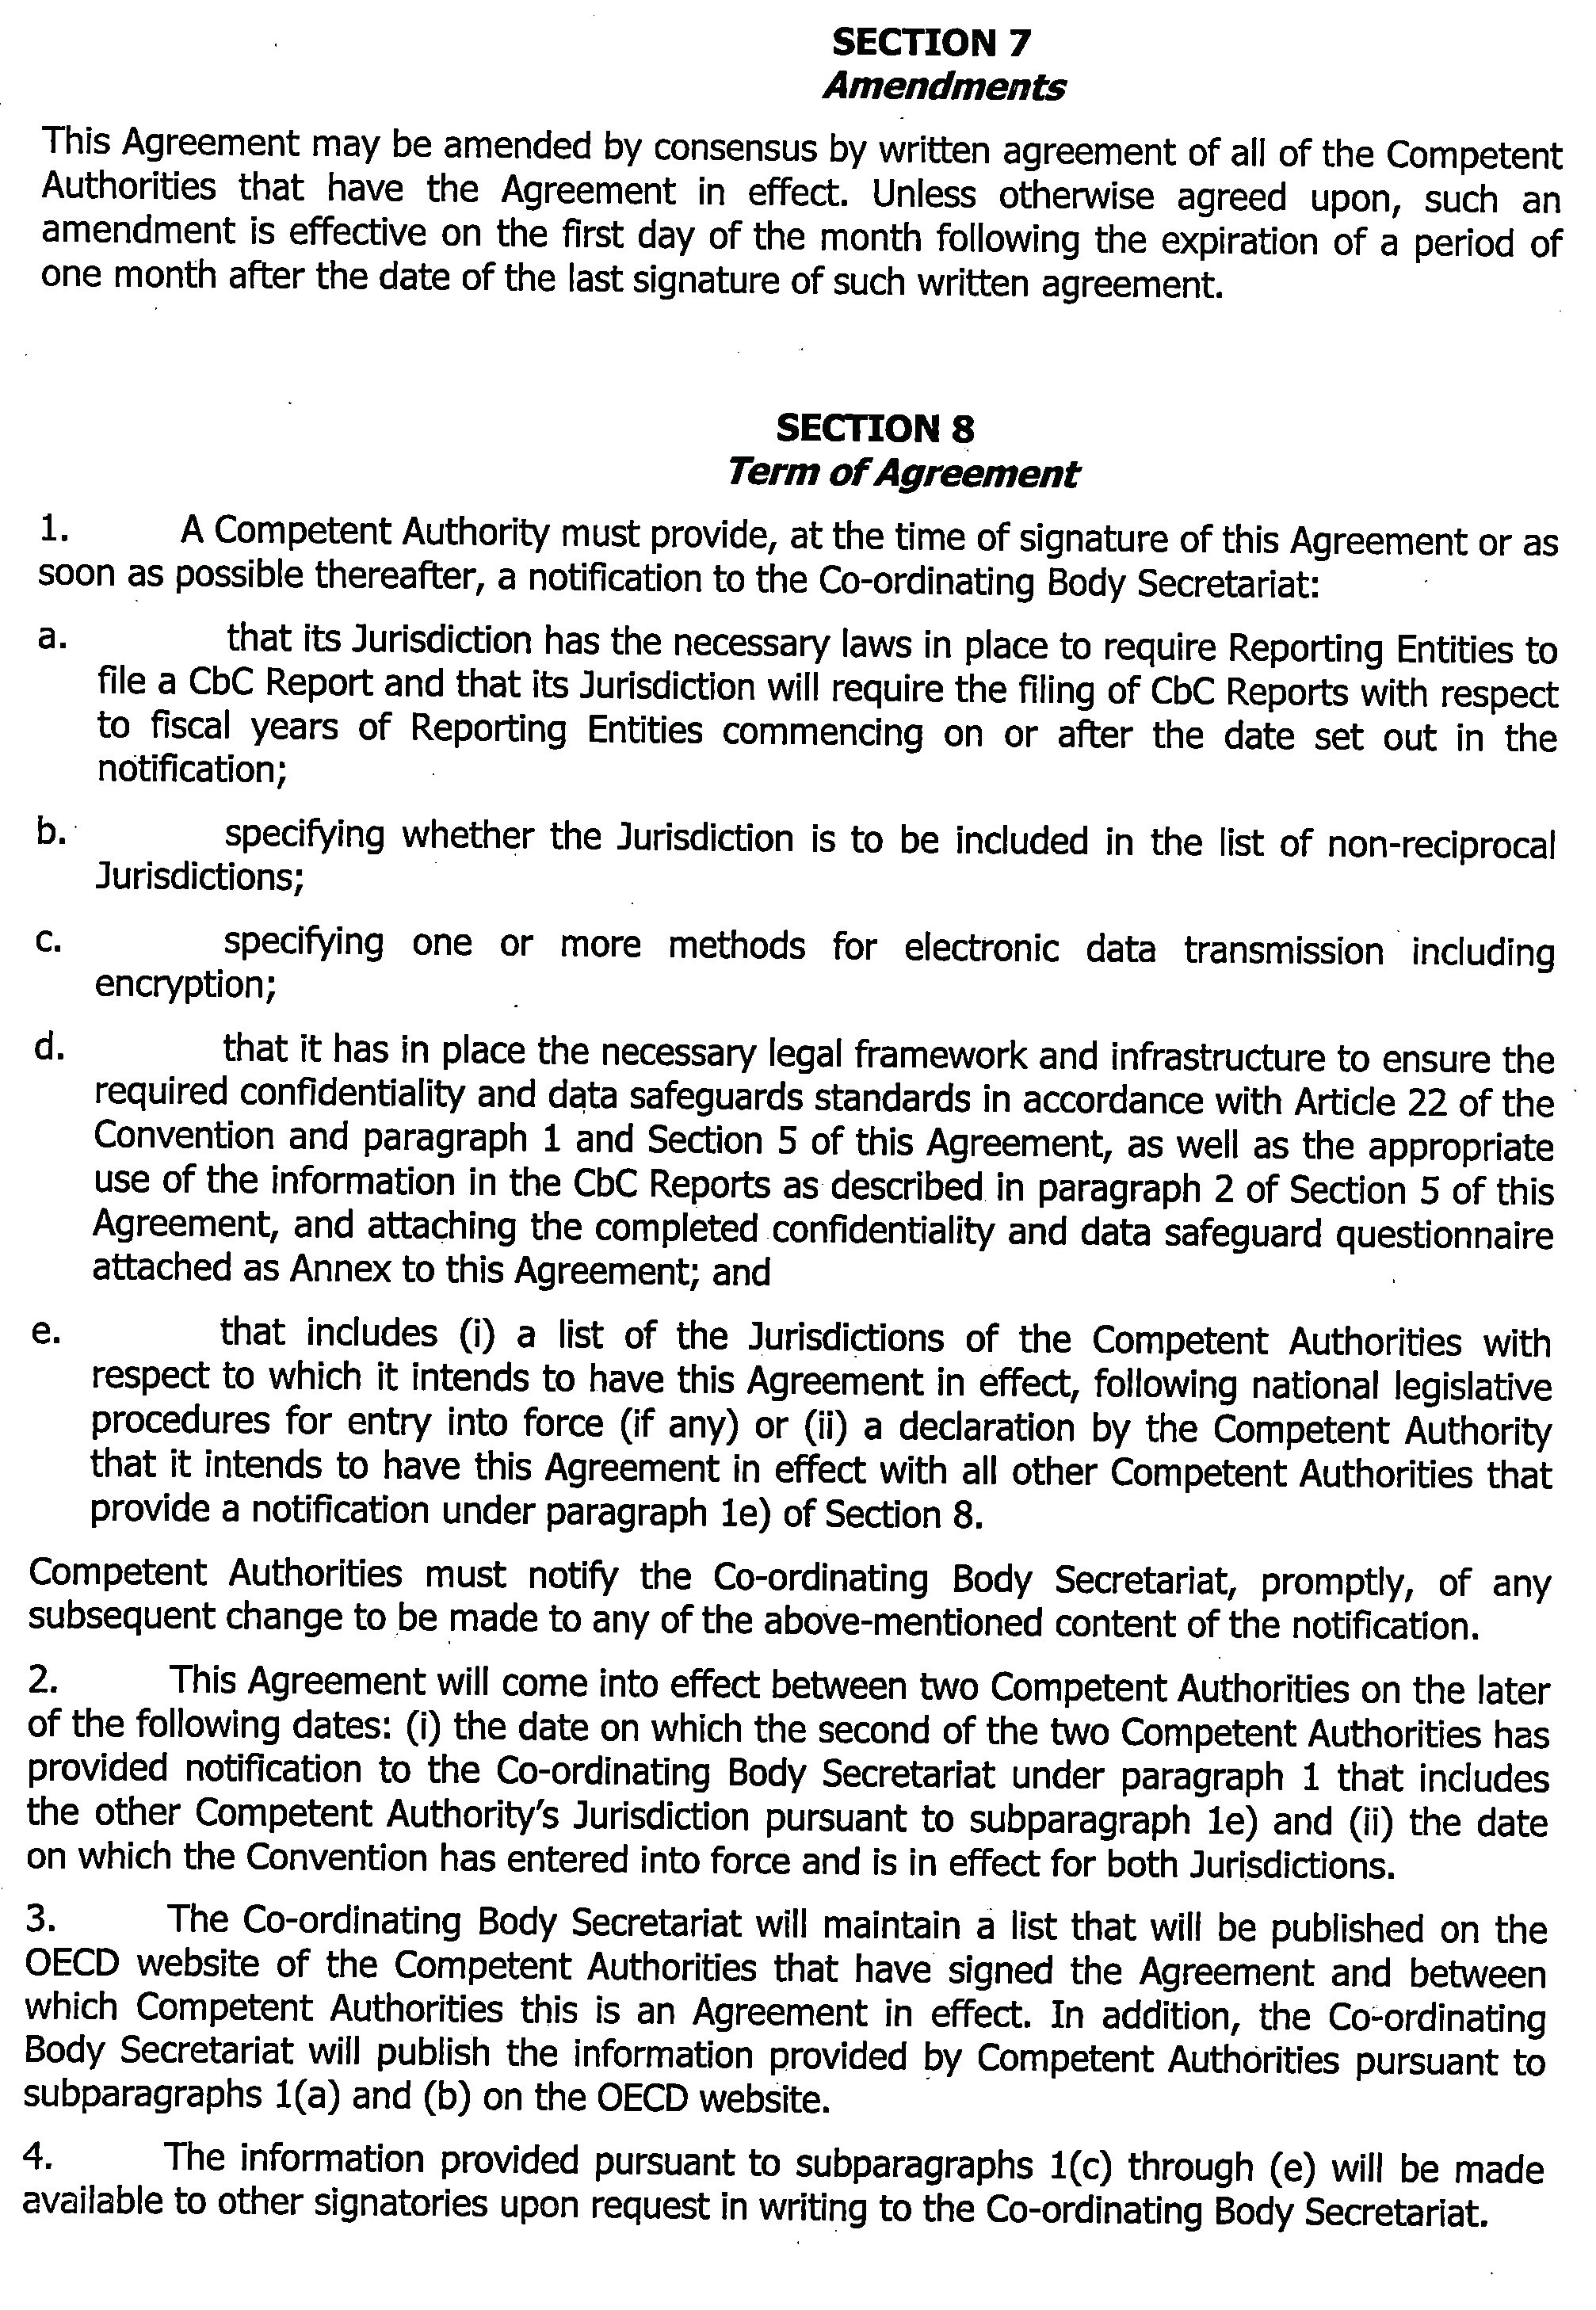 SECTION 7
Amendments
This Agreement may be amended by consensus by written agreement of all of the Competent
Authorities that have the Agreement in effect. Unless otherwise agreed upon, such an
amendment is effective on the first day of the month following the expiration of a period of
one month after the date of the last signature of such written agreement.
SECTION 8
Term of Agreement
1. A Competent Authority must provide, at the time of signature of this Agreement or as
soon as possible thereafter, a notification to the Co-ordinating Body Secretariat:
a. that its Jurisdiction has the necessary laws in place to require Reporting Entities to
file a CbC Report and that its Jurisdiction will require the filing of CbC Reports with respect
to fiscal years of Reporting Entities commencing on or after the date set out in the
notification;
b. specifying whether the Jurisdiction is to be included in the list of non-reciprocal
Jurisdictions;
c. specifying one or more methods for electronic data transmission including
encryption;
d. that it has in place the necessary legal framework and infrastructure to ensure the
required confidentiality and data safeguards standards in accordance with Article 22 of the
Convention and paragraph 1 and Section 5 of this Agreement, as well as the appropriate
use of the information in the CbC Reports as described in paragraph 2 of Section 5 of this
Agreement, and attaching the completed confidentiality and data safeguard questionnaire
attached as Annex to this Agreement; and
e. that includes (i) a list of the Jurisdictions of the Competent Authorities with
respect to which it intends to have this Agreement in effect, following national legislative
procedures for entry into force (if any) or (ii) a declaration by the Competent Authority
that it intends to have this Agreement in effect with all other Competent Authorities that
provide a notification under paragraph 1e) of Section 8.
Competent Authorities must notify the Co-ordinating Body Secretariat, promptly, of any
subsequent change to be made to any of the above-mentioned content of the notification.
2. This Agreement will come into effect between two Competent Authorities on the later
of the following dates: (i) the date on which the second of the two Competent Authorities has
provided notification to the Co-ordinating Body Secretariat under paragraph 1 that includes
the other Competent Authority's Jurisdiction pursuant to subparagraph 1e) and (ii) the date
on which the Convention has entered into force and is in effect for both Jurisdictions.
3. The Co-ordinating Body Secretariat will maintain a list that will be published on the
OECD website of the Competent Authorities that have signed the Agreement and between
which Competent Authorities this is an Agreement in effect. In addition, the Co-ordinating
Body Secretariat will publish the information provided by Competent Authorities pursuant to
subparagraphs 1(a) and (b) on the OECD website.
4. The information provided pursuant to subparagraphs 1(c) through (e) will be made
available to other signatories upon request in writing to the Co-ordinating Body Secretariat.